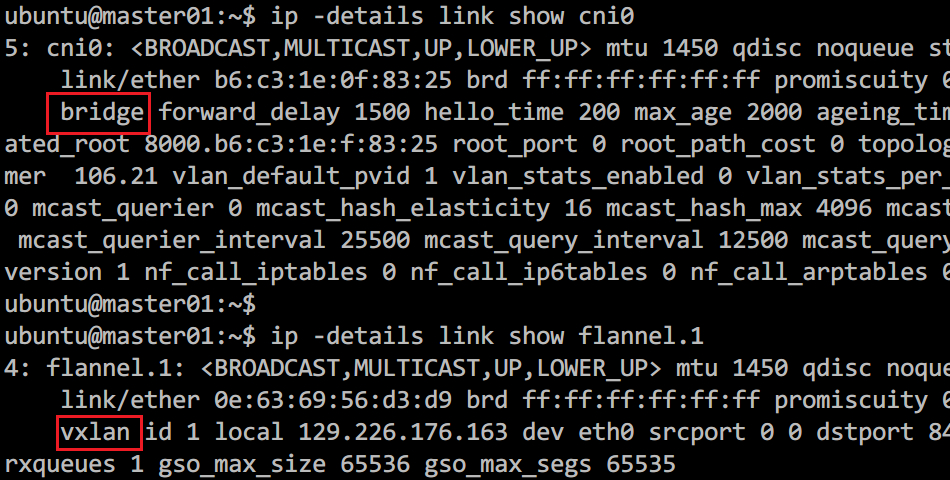 ubuntu@master01:~$ ip -details link show cni0
5: cni0: <BROADCAST,MULTICAST,UP,LOWER_UP> mtu 1450 qdisc noqueue st
    link/ether b6:c3:1e:0f:83:25 brd ff:ff:ff:ff:ff:ff promiscuity 0
    bridge forward_delay 1500 hello_time 200 max_age 2000 ageing_tim
ated_root 8000.b6:c3:1e:f:83:25 root_port 0 root_path_cost 0 topolog
mer  106.21 vlan_default_pvid 1 vlan_stats_enabled 0 vlan_stats_per_
0 mcast_querier 0 mcast_hash_elasticity 16 mcast_hash_max 4096 mcast
 mcast_querier_interval 25500 mcast_query_interval 12500 mcast_query
version 1 nf_call_iptables 0 nf_call_ip6tables 0 nf_call_arptables 0
ubuntu@master01:~$
ubuntu@master01:~$ ip -details link show flannel.1
4: flannel.1: <BROADCAST,MULTICAST,UP,LOWER_UP> mtu 1450 qdisc noque
    link/ether 0e:63:69:56:d3:d9 brd ff:ff:ff:ff:ff:ff promiscuity 0
    vxlan id 1 local 129.226.176.163 dev eth0 srcport 0 0 dstport 84
rxqueues 1 gso_max_size 65536 gso_max_segs 65535